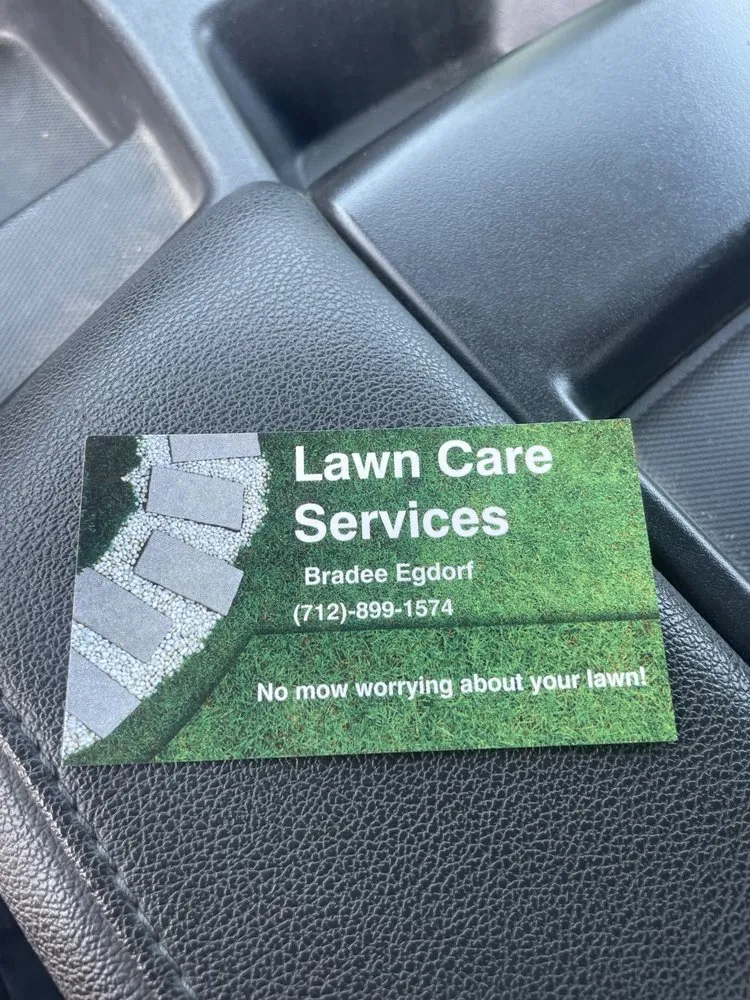 Lawn Care
Services
Bradee Egdorf
(712)-899-1574
No mow worrying about your lawn!